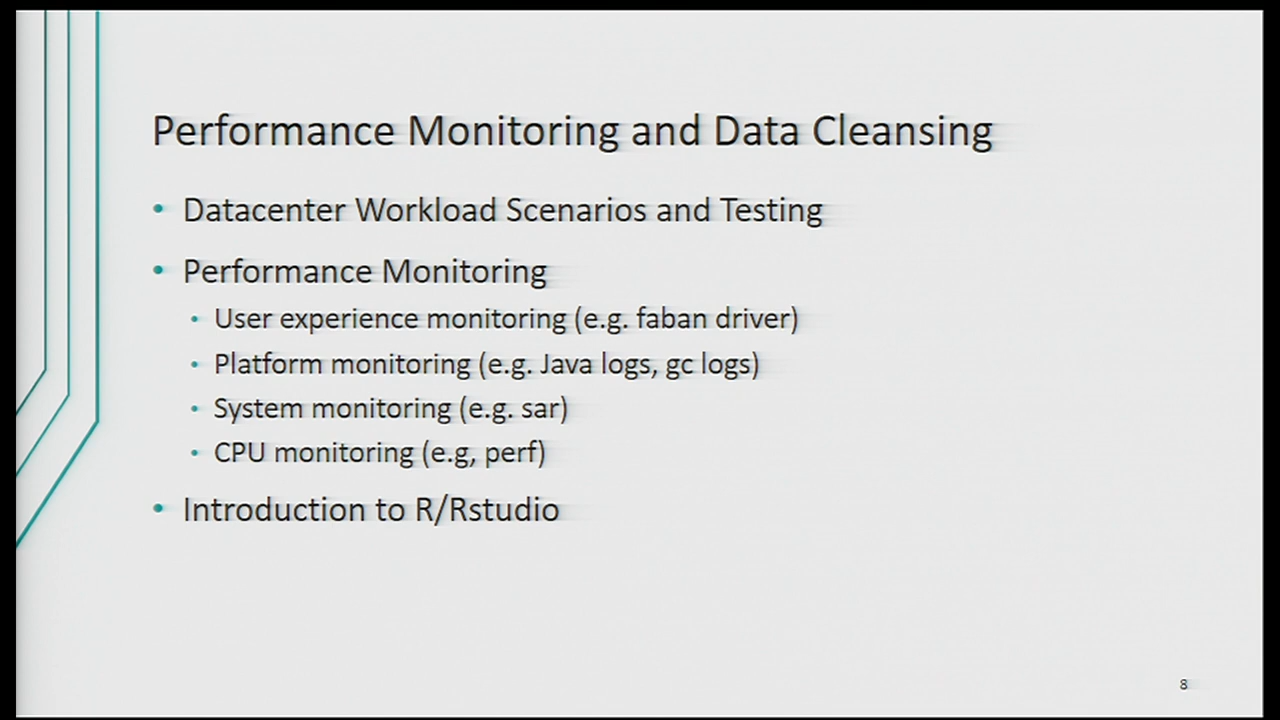 Performance Monitoring and Data Cleansing
• Datacenter Workload Scenarios and Testing
• Performance Monitoring
• User experience monitoring (e.g. faban driver)
• Platform monitoring (e.g. Java logs, gc logs)
• System monitoring (e.g. sar)
• CPU monitoring (e.g, perf)
• Introduction to R/Rstudio
8